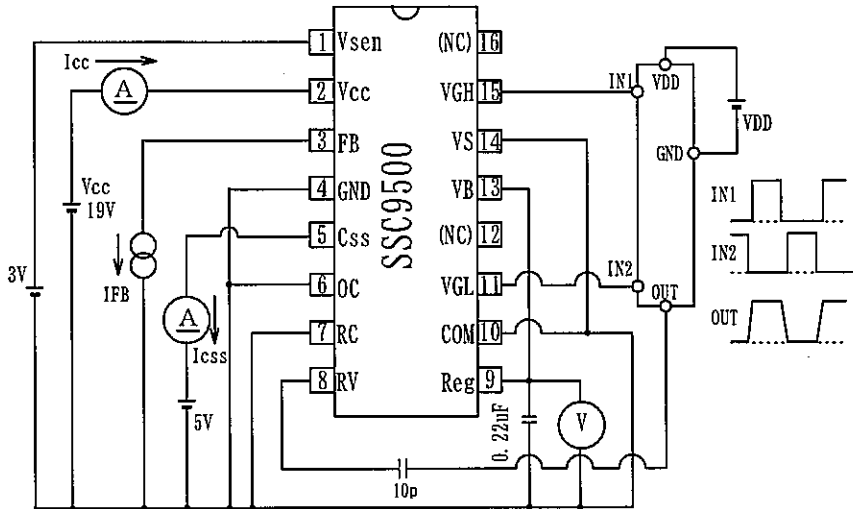 1 Vsen
2 Vcc
3 FB
4 GND
5 Css
6 OC
7 RC
8 RV
SSC9500
(NC) 16
VGH 15
VS 14
VB 13
(NC) 12
VGL 11
COM 10
Reg 9
Icc
A
Vcc
19V
3V
IFB
A
Icss
5V
10p
0.22uF
V
IN1
VDD
GND
VDD
IN2
OUT
IN1
IN2
OUT